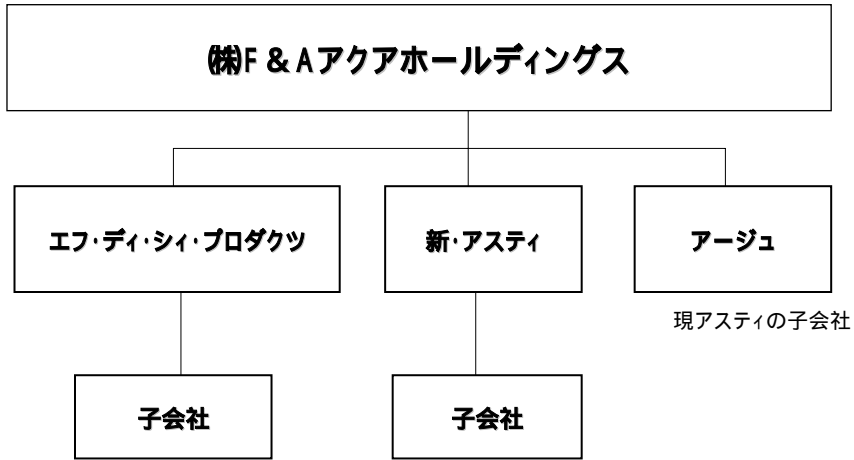 ㈱F＆Aアクアホールディングス
エフ・ディ・シィ・プロダクツ
新・アスティ
アージュ
現アスティの子会社
子会社
子会社